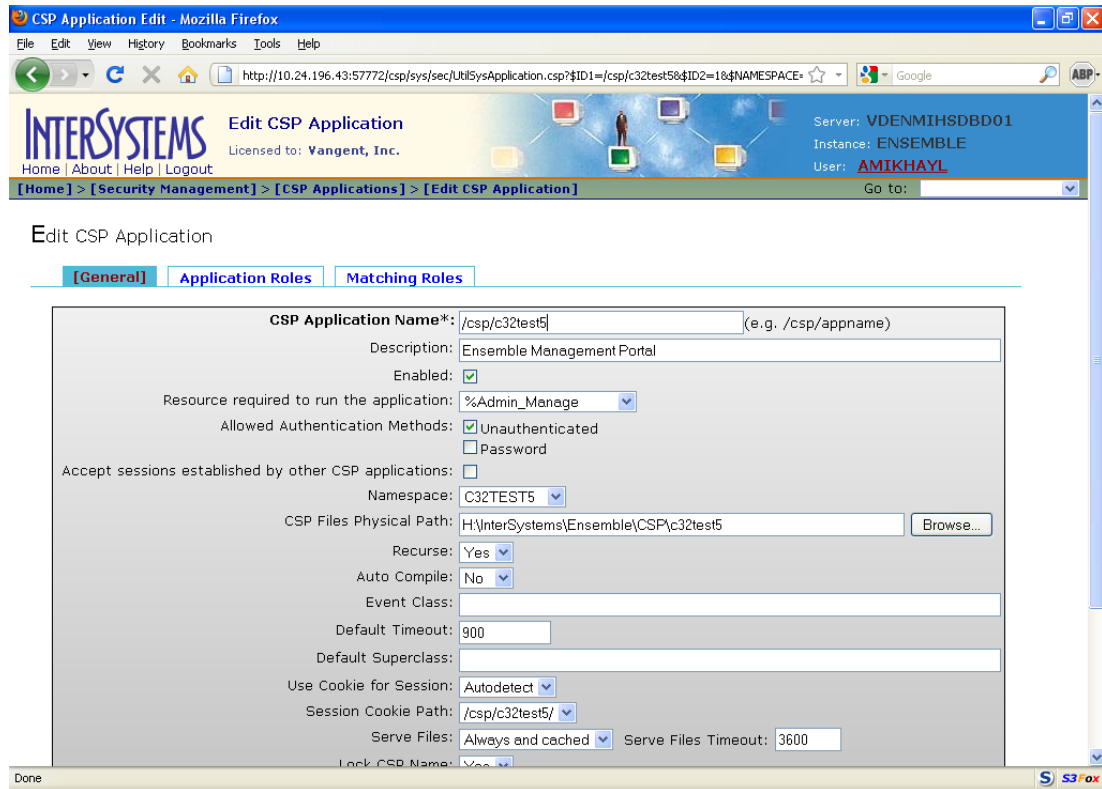 CSP Application Edit - Mozilla Firefox
File Edit View History Bookmarks Tools Help
http://10.24.196.43:57772/csp/sys/sec/UtilSysApplication.csp?$ID1=/csp/c32test5&$ID2=1&$NAMESPACE=
Google
ABP
INTERSYSTEMS
Edit CSP Application
Licensed to: Vangent, Inc.
Home | About | Help | Logout
Server: VDENMIHSDBD01
Instance: ENSEMBLE
User: AMIKHAYL
[Home] > [Security Management] > [CSP Applications] > [Edit CSP Application]
Go to:
Edit CSP Application
[General] Application Roles Matching Roles
CSP Application Name*: /csp/c32test5 (e.g. /csp/appname)
Description: Ensemble Management Portal
Enabled:
Resource required to run the application: %Admin_Manage
Allowed Authentication Methods: Unauthenticated
Password
Accept sessions established by other CSP applications:
Namespace: C32TEST5
CSP Files Physical Path: H:\InterSystems\Ensemble\CSP\c32test5 Browse...
Recurse: Yes
Auto Compile: No
Event Class:
Default Timeout: 900
Default Superclass:
Use Cookie for Session: Autodetect
Session Cookie Path: /csp/c32test5/
Serve Files: Always and cached Serve Files Timeout: 3600
Lock CSP Name: Yes
Done
S S3Fox